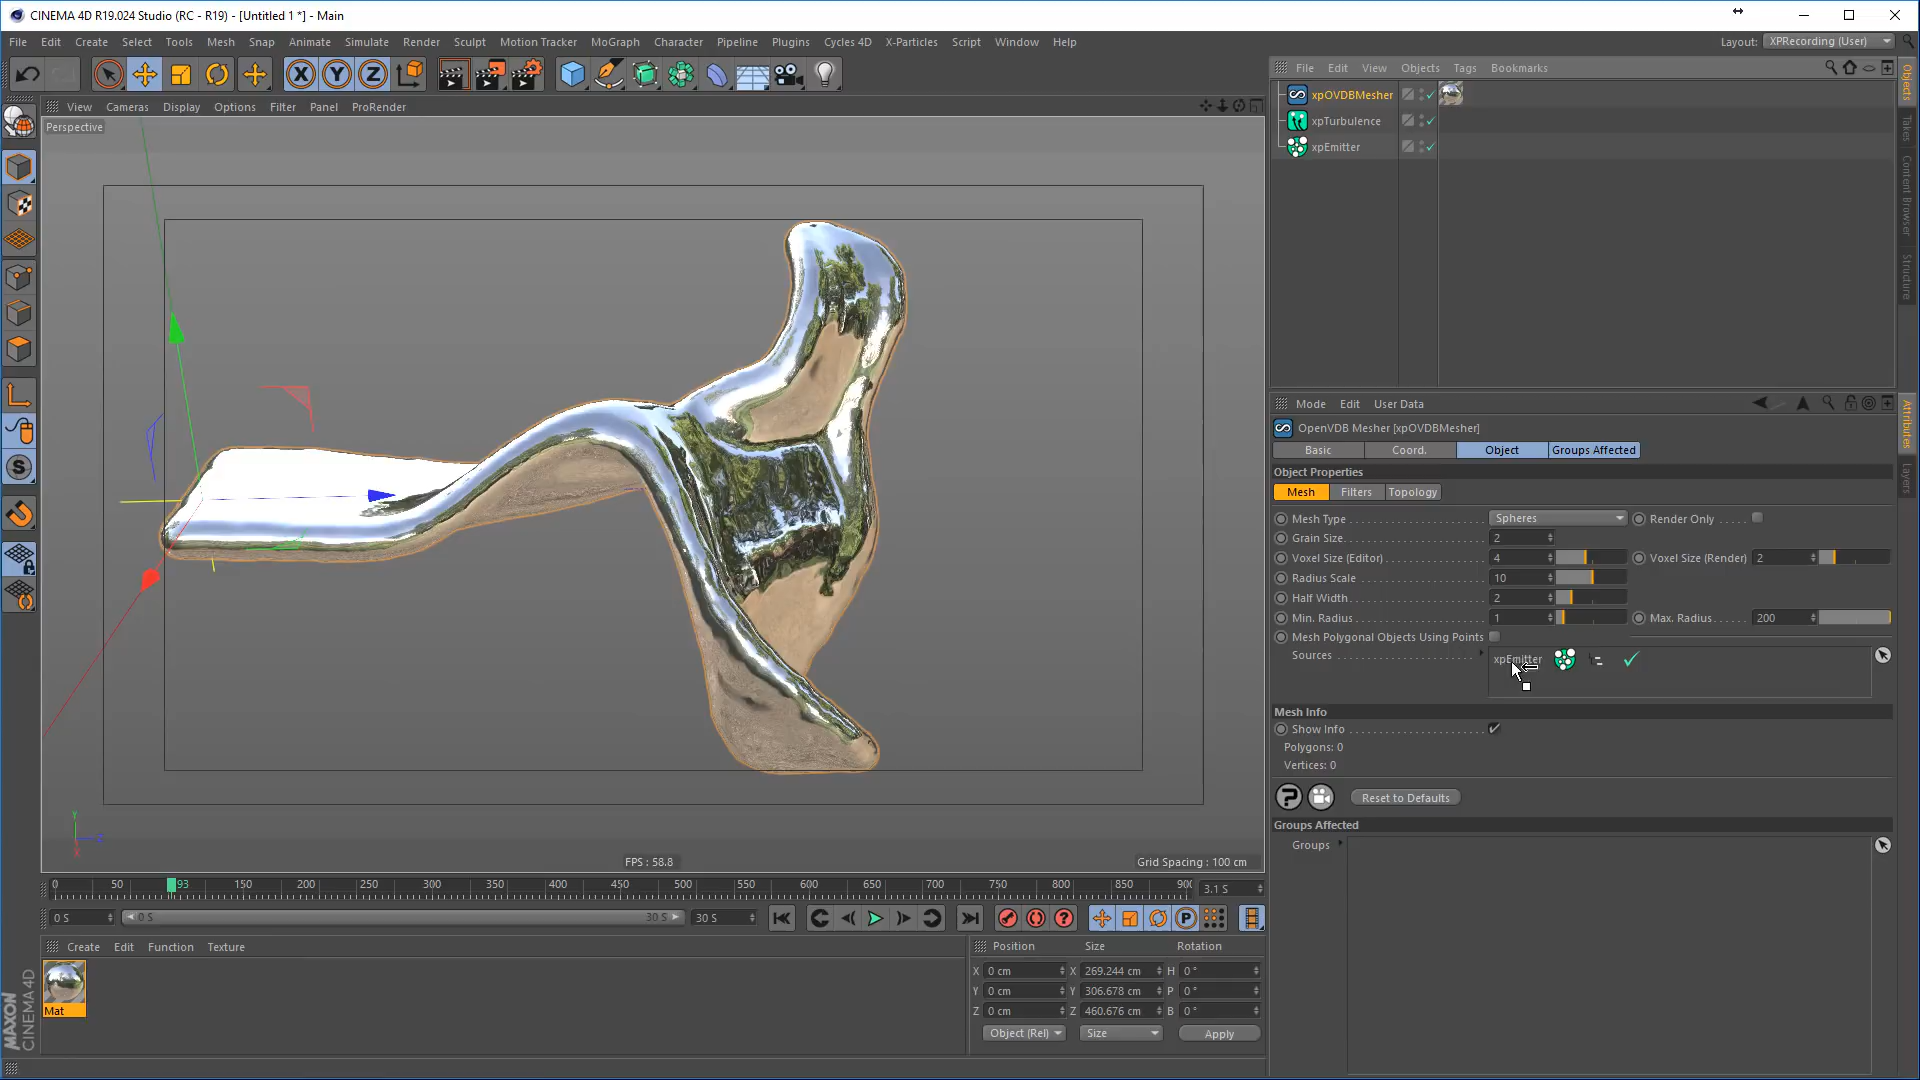 CINEMA 4D R19.024 Studio (RC - R19) - [Untitled 1 *] - Main
File Edit Create Select Tools Mesh Snap Animate Simulate Render Sculpt Motion Tracker MoGraph Character Pipeline Plugins Cycles 4D X-Particles Script Window Help
Layout: XPRecording (User)
X Y Z
File Edit View Objects Tags Bookmarks
xpOVDBMesher
xpTurbulence
xpEmitter
Objects
Takes
Content Browser
Structure
View Cameras Display Options Filter Panel ProRender
Perspective
S
FPS : 58.8
Grid Spacing : 100 cm
Y
X
Mode Edit User Data
OpenVDB Mesher [xpOVDBMesher]
Basic Coord. Object Groups Affected
Object Properties
Mesh Filters Topology
Mesh Type Spheres Render Only
Grain Size 2
Voxel Size (Editor) 4 Voxel Size (Render) 2
Radius Scale 10
Half Width 2
Min. Radius 1 Max. Radius 200
Mesh Polygonal Objects Using Points
Sources xpEmitter
Mesh Info
Show Info
Polygons: 0
Vertices: 0
? Reset to Defaults
Groups Affected
Groups
Attributes
Layers
0 50 93 150 200 250 300 350 400 450 500 550 600 650 700 750 800 850 90 3.1 S
0 S 0 S 30 S 30 S ? P
Create Edit Function Texture
Mat
Position Size Rotation
X 0 cm X 269.244 cm H 0 °
Y 0 cm Y 306.678 cm P 0 °
Z 0 cm Z 460.676 cm B 0 °
Object (Rel) Size Apply
MAXON
CINEMA 4D